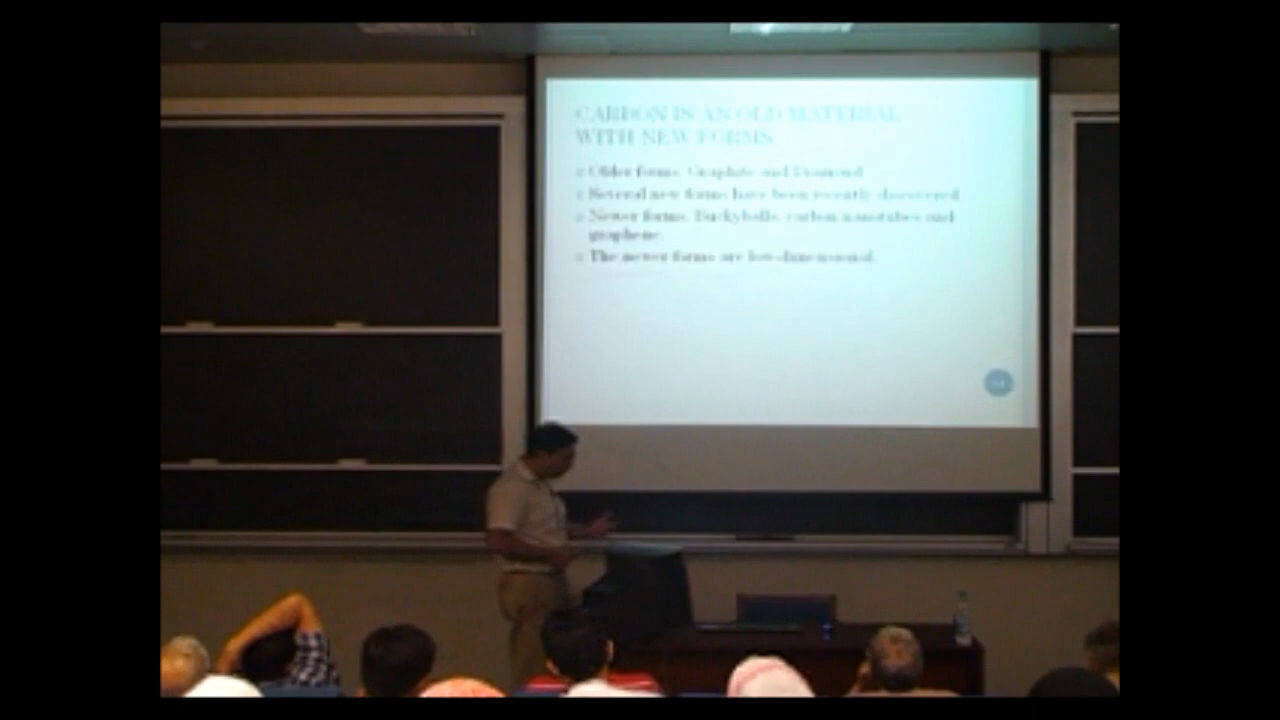 CARBON IS AN OLD MATERIAL
WITH NEW FORMS
Older forms: Graphite and Diamond
Several new forms have been recently discovered
Newer forms: Buckyballs, carbon nanotubes and
graphene.
The newer forms are low-dimensional.